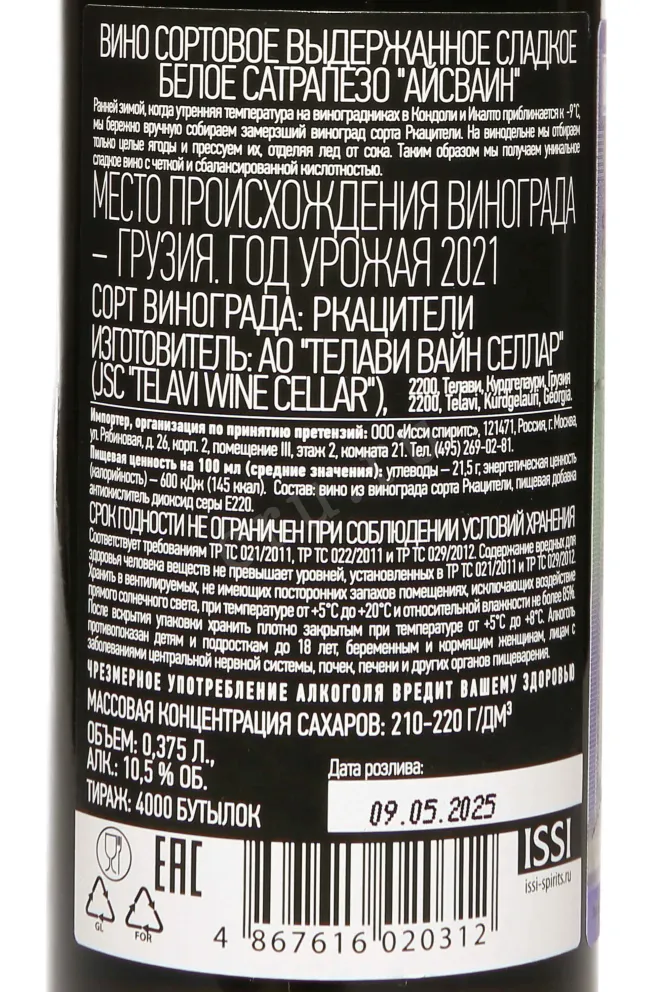 ВИНО СОРТОВОЕ ВЫДЕРЖАННОЕ СЛАДКОЕ
БЕЛОЕ САТРАПЕЗО "АЙСВАЙН"
Ранней зимой, когда утренняя температура на виноградниках в Кондоли и Икалто приближается к –9°С,
мы бережно вручную собираем замерзший виноград сорта Ркацители. На винодельне мы отбираем
только целые ягоды и прессуем их, отделяя лед от сока. Таким образом мы получаем уникальное
сладкое вино с четкой и сбалансированной кислотностью.
МЕСТО ПРОИСХОЖДЕНИЯ ВИНОГРАДА
– ГРУЗИЯ. ГОД УРОЖАЯ 2021
СОРТ ВИНОГРАДА: РКАЦИТЕЛИ
ИЗГОТОВИТЕЛЬ: АО "ТЕЛАВИ ВАЙН СЕЛЛАР"
(JSC "TELAVI WINE CELLAR"), 2200, Телави, Курдгелаури, Грузия
2200, Telavi, Kurdgelauri, Georgia.
Импортер, организация по принятию претензий: ООО «Исси спиритс», 121471, Россия, г. Москва,
ул. Рябиновая, д. 26, корп. 2, помещение III, этаж 2, комната 21. Тел. (495) 269-02-81.
Пищевая ценность на 100 мл (средние значения): углеводы – 21,5 г, энергетическая ценность
(калорийность) – 600 кДж (145 ккал). Состав: вино из винограда сорта Ркацители, пищевая добавка
антиокислитель диоксид серы Е220.
СРОК ГОДНОСТИ НЕ ОГРАНИЧЕН ПРИ СОБЛЮДЕНИИ УСЛОВИЙ ХРАНЕНИЯ
Соответствует требованиям ТР ТС 021/2011, ТР ТС 022/2011 и ТР ТС 029/2012. Содержание вредных для
здоровья человека веществ не превышает уровней, установленных в ТР ТС 021/2011 и ТР ТС 029/2012.
Хранить в вентилируемых, не имеющих посторонних запахов помещениях, исключающих воздействие
прямого солнечного света, при температуре от +5°С до +20°С и относительной влажности не более 85%.
После вскрытия упаковки хранить плотно закрытым при температуре от +5°С до +8°С. Алкоголь
противопоказан детям и подросткам до 18 лет, беременным и кормящим женщинам, лицам с
заболеваниями центральной нервной системы, почек, печени и других органов пищеварения.
ЧРЕЗМЕРНОЕ УПОТРЕБЛЕНИЕ АЛКОГОЛЯ ВРЕДИТ ВАШЕМУ ЗДОРОВЬЮ
МАССОВАЯ КОНЦЕНТРАЦИЯ САХАРОВ: 210-220 Г/ДМ³
ОБЪЕМ: 0,375 Л.,
АЛК.: 10,5 % ОБ.
ТИРАЖ: 4000 БУТЫЛОК
Дата розлива:
09.05.2025
ЕАС
ISSI
issi-spirits.ru
GL
FOR
4 867616 020312